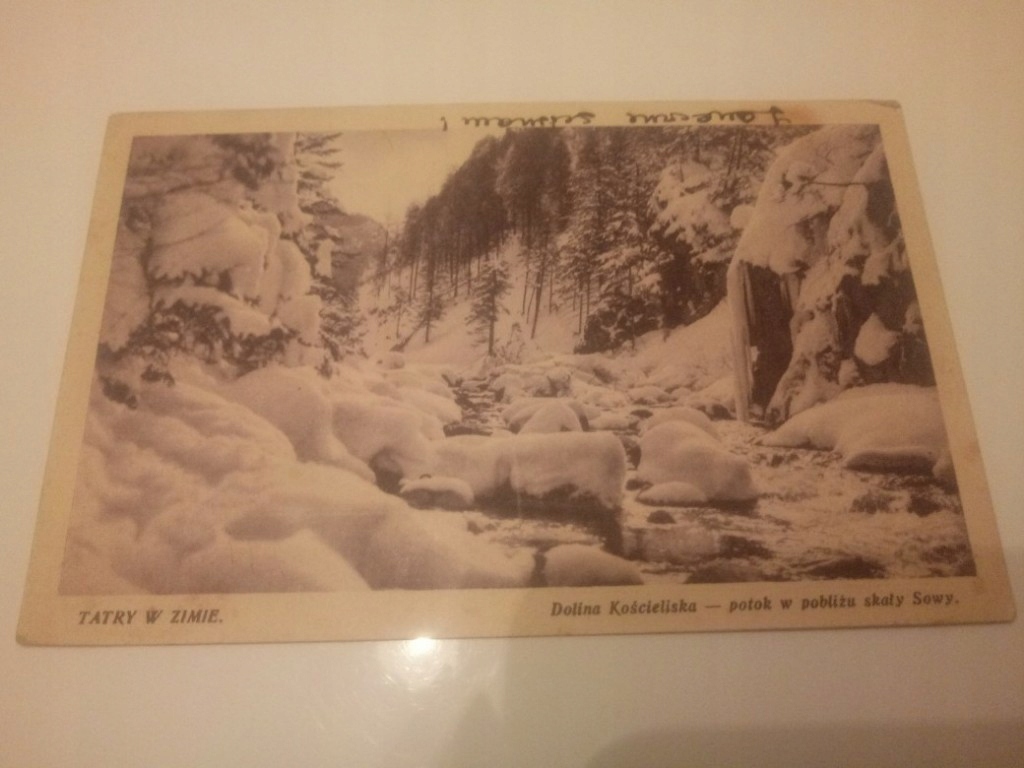 TATRY W ZIMIE.
Dolina Kościeliska — potok w pobliżu skały Sowy.